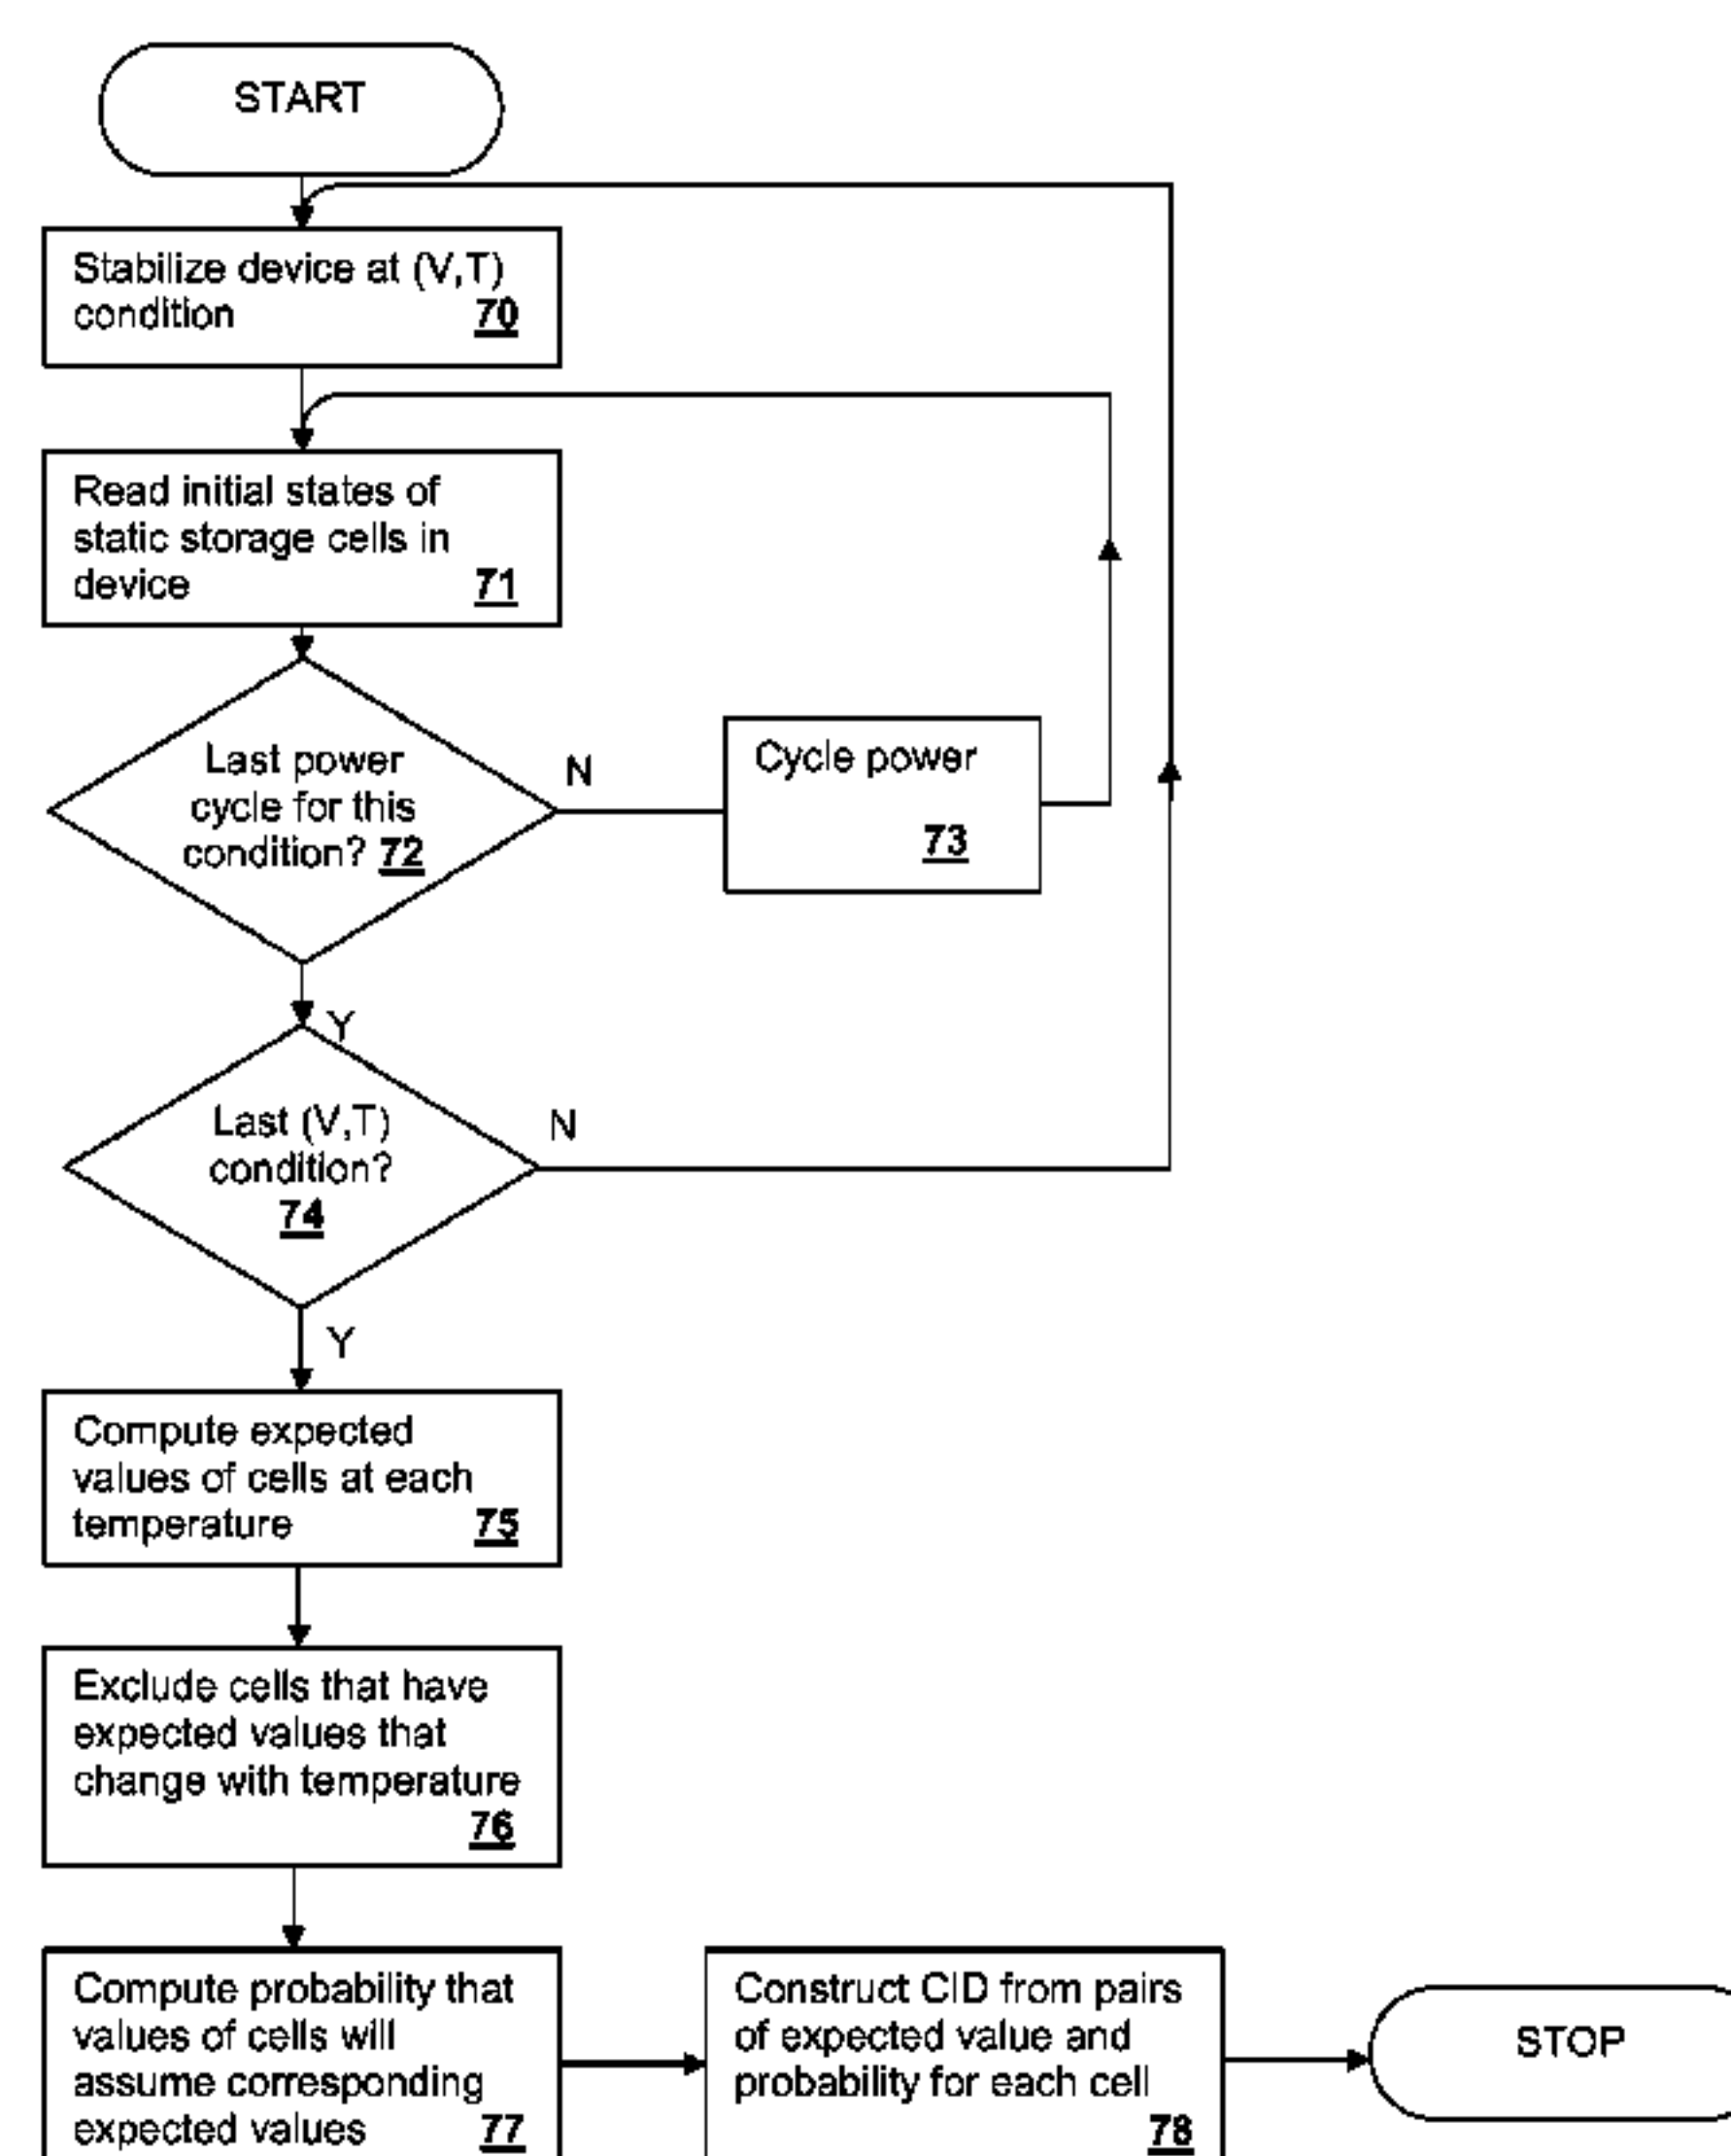 START
Stabilize device at (V,T)
condition 70
Read initial states of
static storage cells in
device 71
Last power
cycle for this
condition? 72
N
Cycle power
73
Y
Last (V,T)
condition?
74
N
Y
Compute expected
values of cells at each
temperature 75
Exclude cells that have
expected values that
change with temperature
76
Compute probability that
values of cells will
assume corresponding
expected values 77
Construct CID from pairs
of expected value and
probability for each cell
78
STOP